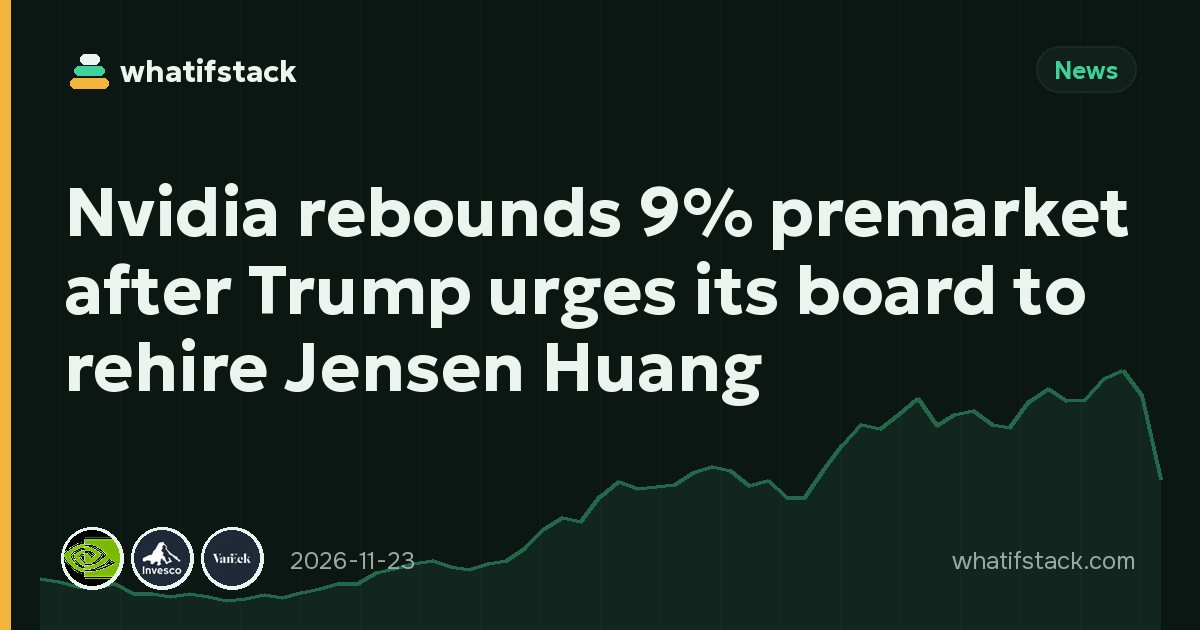 whatifstack
News
Nvidia rebounds 9% premarket
after Trump urges its board to
rehire Jensen Huang
Invesco
VanEck
2026-11-23
whatifstack.com